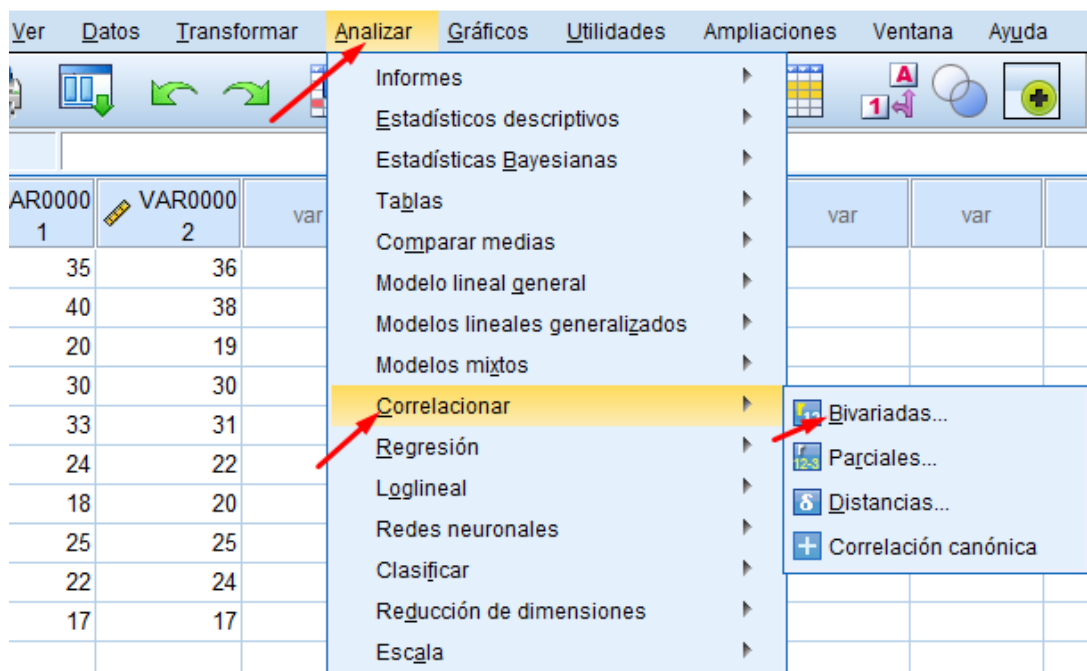 Ver Datos Transformar Analizar Gráficos Utilidades Ampliaciones Ventana Ayuda
A
1
AR0000
1
VAR0000
2
var
var
var
35 36
40 38
20 19
30 30
33 31
24 22
18 20
25 25
22 24
17 17
Informes
Estadísticos descriptivos
Estadísticas Bayesianas
Tablas
Comparar medias
Modelo lineal general
Modelos lineales generalizados
Modelos mixtos
Correlacionar
Regresión
Loglineal
Redes neuronales
Clasificar
Reducción de dimensiones
Escala
Bivariadas...
Parciales...
Distancias...
Correlación canónica
12-3
δ